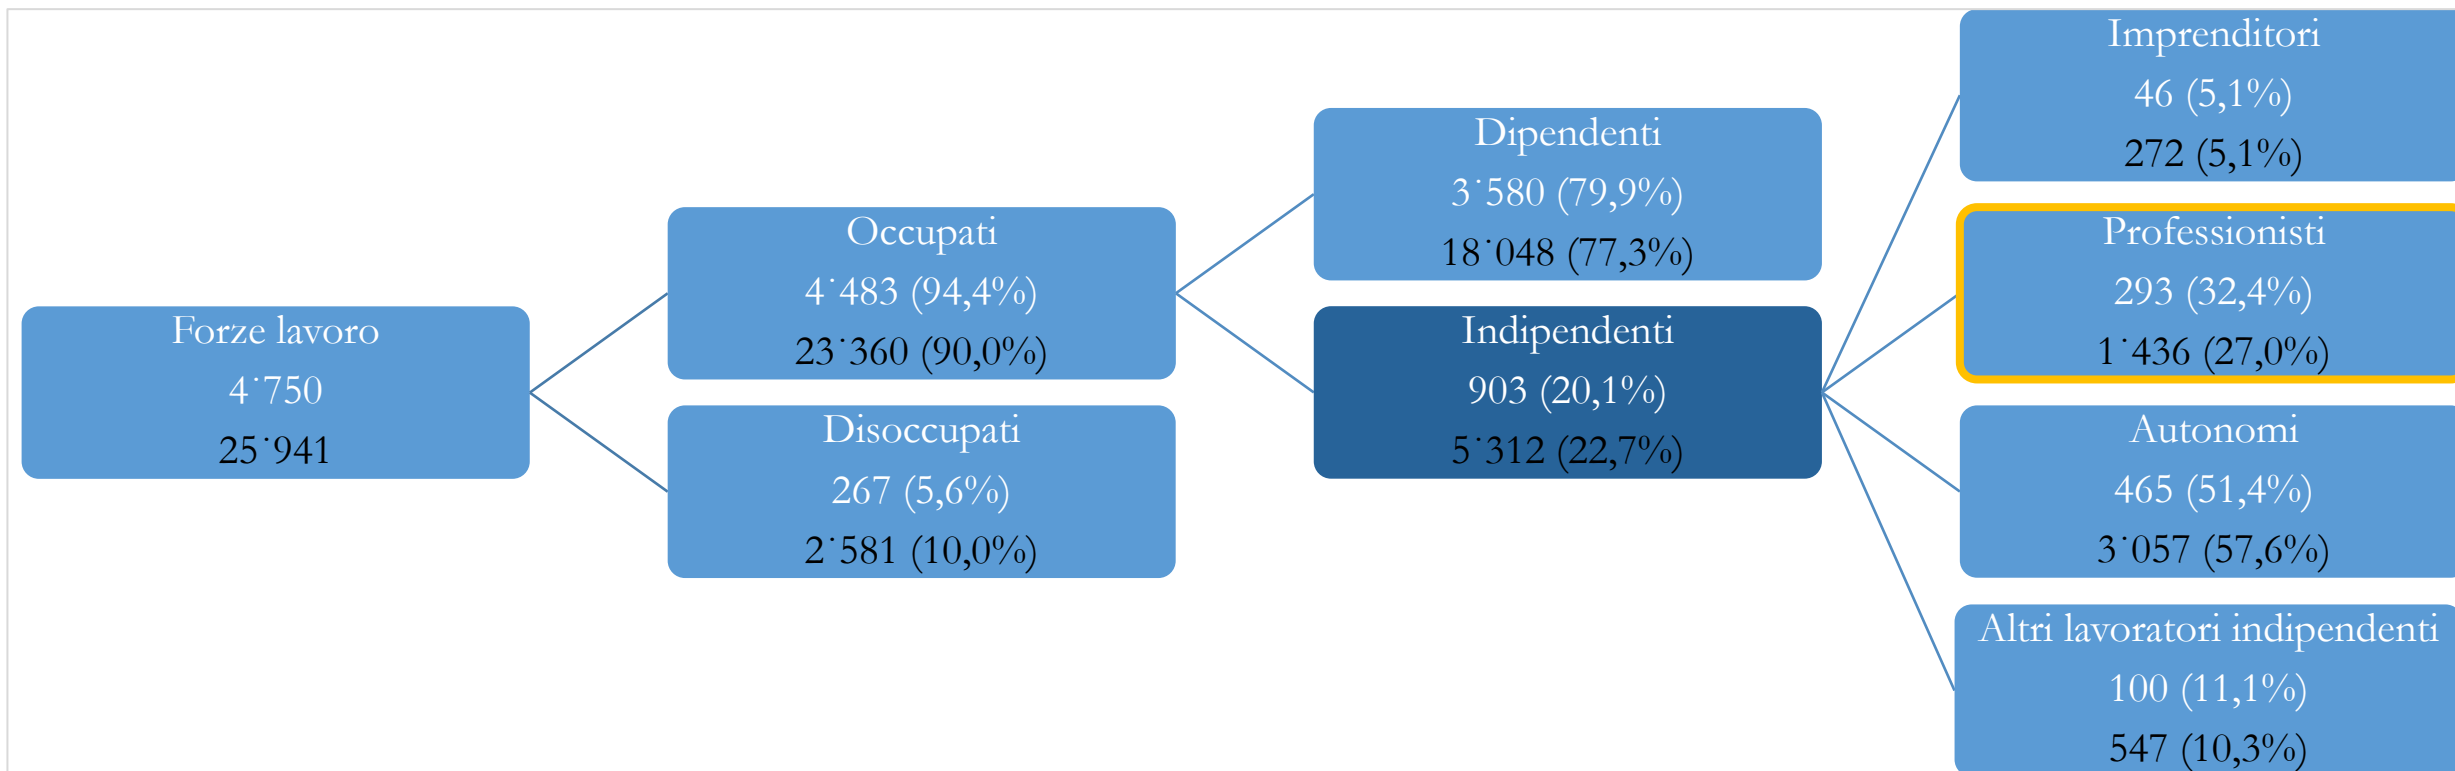 Forze lavoro
4˙750
25˙941
Occupati
4˙483 (94,4%)
23˙360 (90,0%)
Disoccupati
267 (5,6%)
2˙581 (10,0%)
Dipendenti
3˙580 (79,9%)
18˙048 (77,3%)
Indipendenti
903 (20,1%)
5˙312 (22,7%)
Imprenditori
46 (5,1%)
272 (5,1%)
Professionisti
293 (32,4%)
1˙436 (27,0%)
Autonomi
465 (51,4%)
3˙057 (57,6%)
Altri lavoratori indipendenti
100 (11,1%)
547 (10,3%)